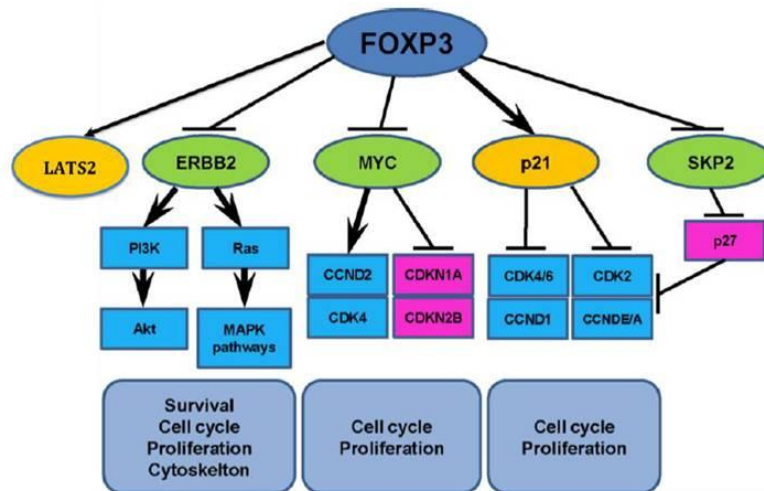 FOXP3
LATS2
ERBB2
MYC
p21
SKP2
PI3K
Ras
p27
CCND2
CDKN1A
CDK4/6
CDK2
Akt
MAPK
pathways
CDK4
CDKN2B
CCND1
CCNDE/A
Survival
Cell cycle
Proliferation
Cytoskelton
Cell cycle
Proliferation
Cell cycle
Proliferation